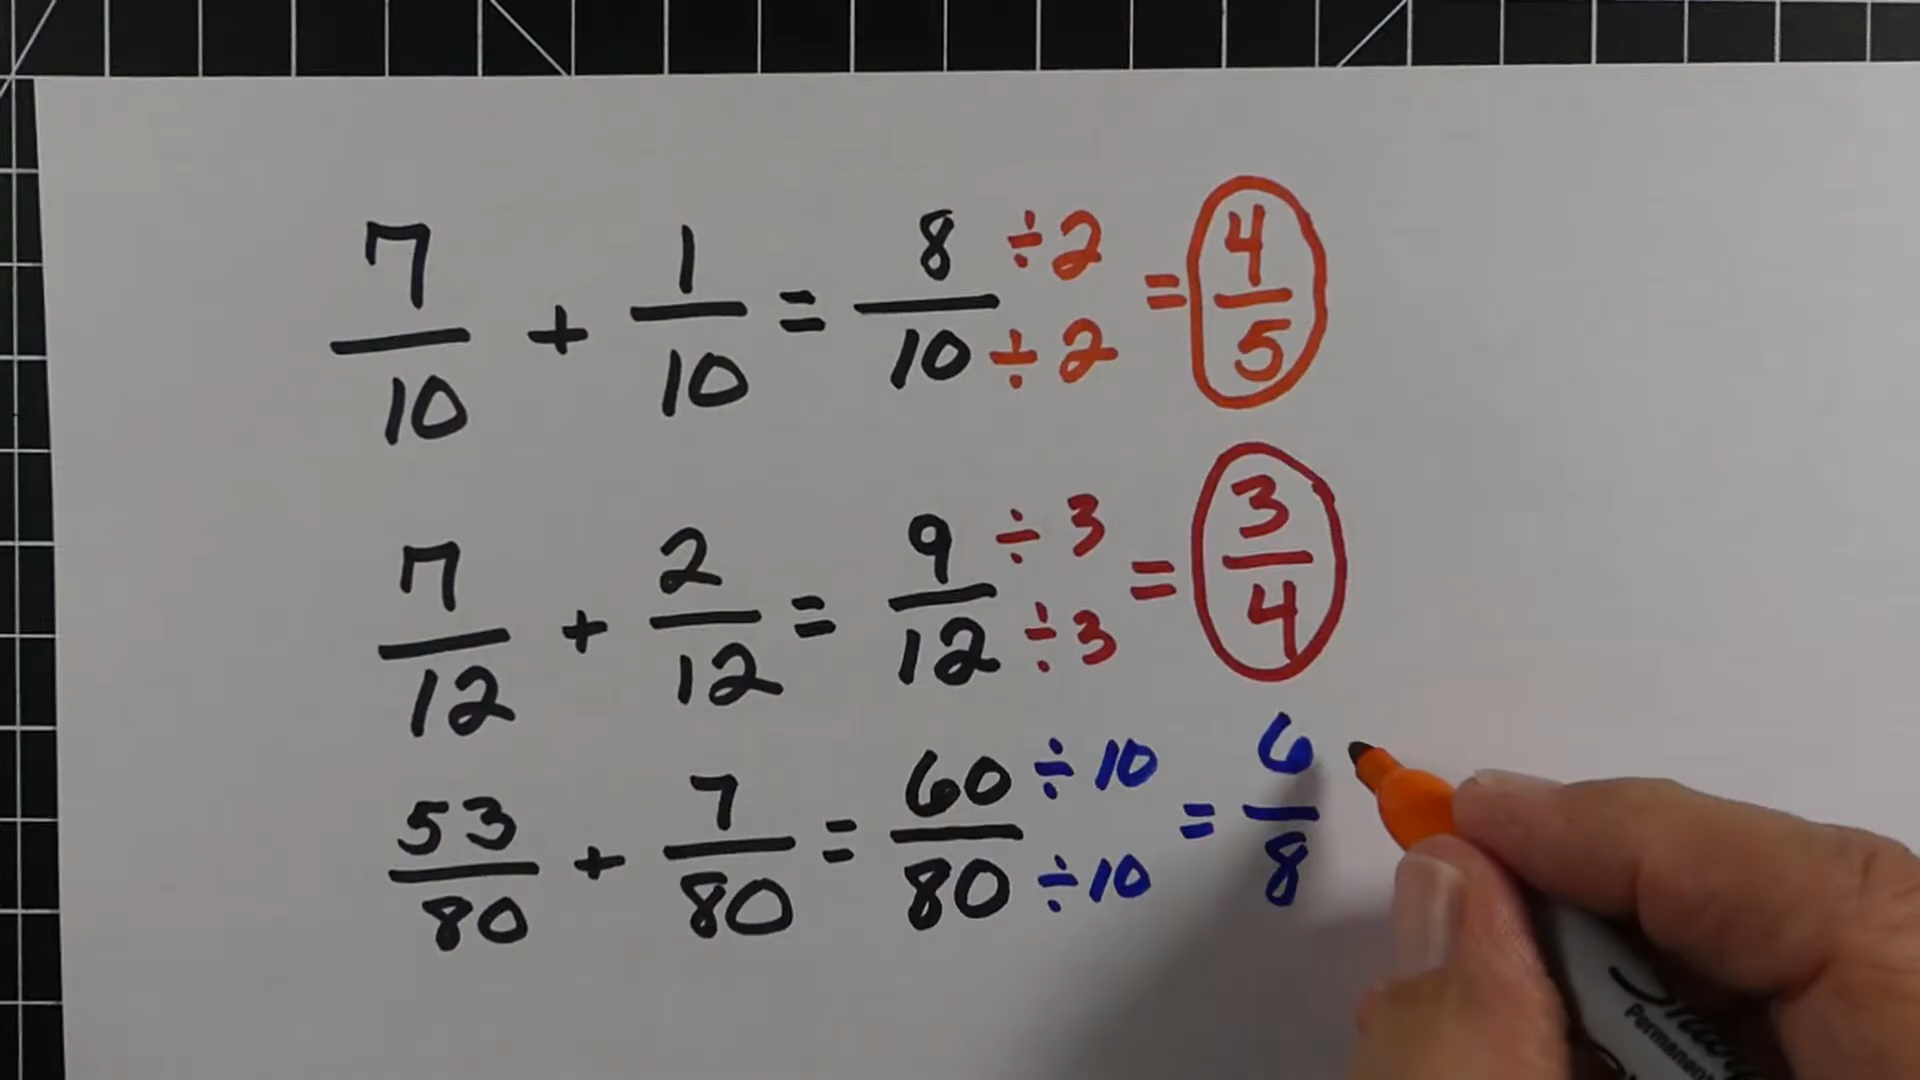 7/10 + 1/10 = 8/10 ÷2/÷2 = 4/5
7/12 + 2/12 = 9/12 ÷3/÷3 = 3/4
53/80 + 7/80 = 60/80 ÷10/÷10 = 6/8
Permanent